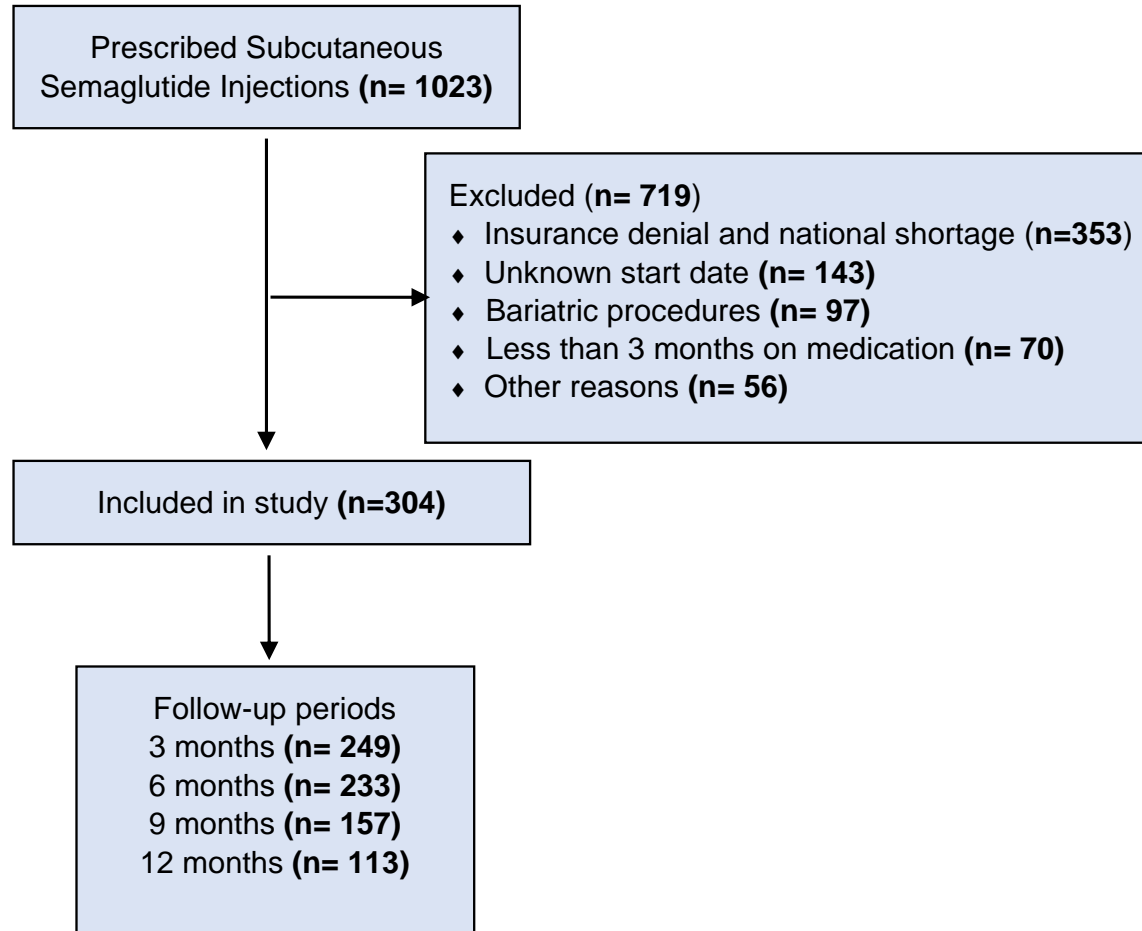 Prescribed Subcutaneous
Semaglutide Injections (n= 1023)
Excluded (n= 719)
♦ Insurance denial and national shortage (n=353)
♦ Unknown start date (n= 143)
♦ Bariatric procedures (n= 97)
♦ Less than 3 months on medication (n= 70)
♦ Other reasons (n= 56)
Included in study (n=304)
Follow-up periods
3 months (n= 249)
6 months (n= 233)
9 months (n= 157)
12 months (n= 113)